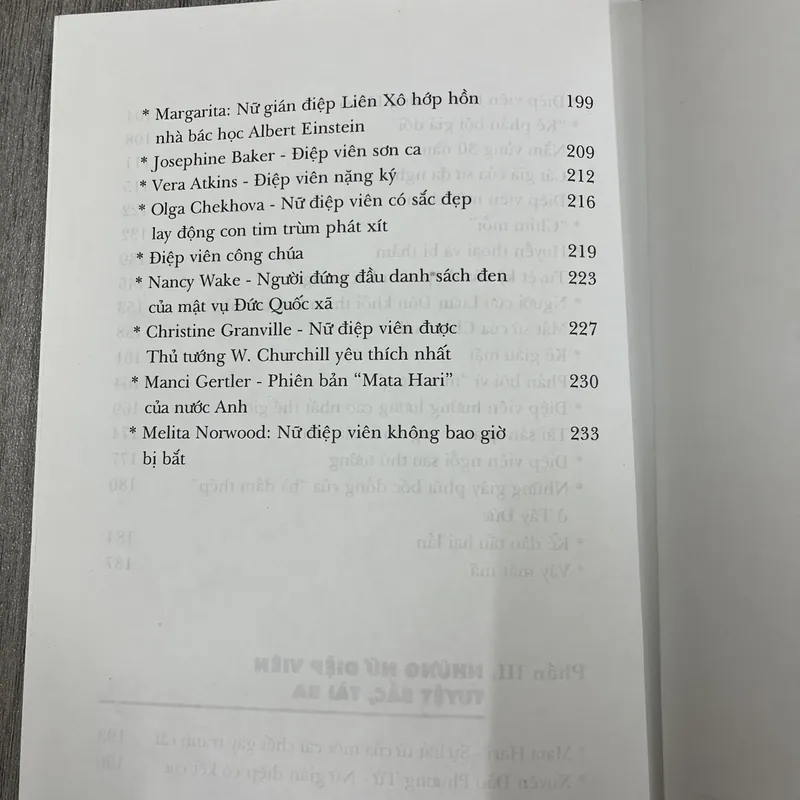 * Margarita: Nữ gián điệp Liên Xô hớp hồn 199
nhà bác học Albert Einstein
* Josephine Baker - Điệp viên sơn ca 209
* Vera Atkins - Điệp viên nặng ký 212
* Olga Chekhova - Nữ điệp viên có sắc đẹp 216
lay động con tim trùm phát xít
* Điệp viên công chúa 219
* Nancy Wake - Người đứng đầu danh sách đen 223
của mật vụ Đức Quốc xã
* Christine Granville - Nữ điệp viên được 227
Thủ tướng W. Churchill yêu thích nhất
* Manci Gertler - Phiên bản “Mata Hari” 230
của nước Anh
* Melita Norwood: Nữ điệp viên không bao giờ 233
bị bắt